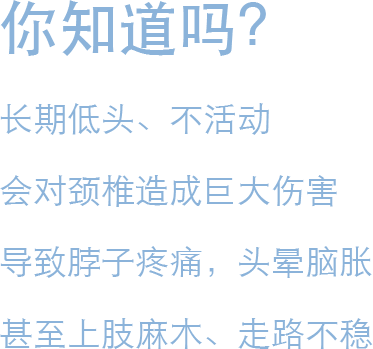 你知道吗?
长期低头、不活动
会对颈椎造成巨大伤害
导致脖子疼痛，头晕脑胀
甚至上肢麻木、走路不稳